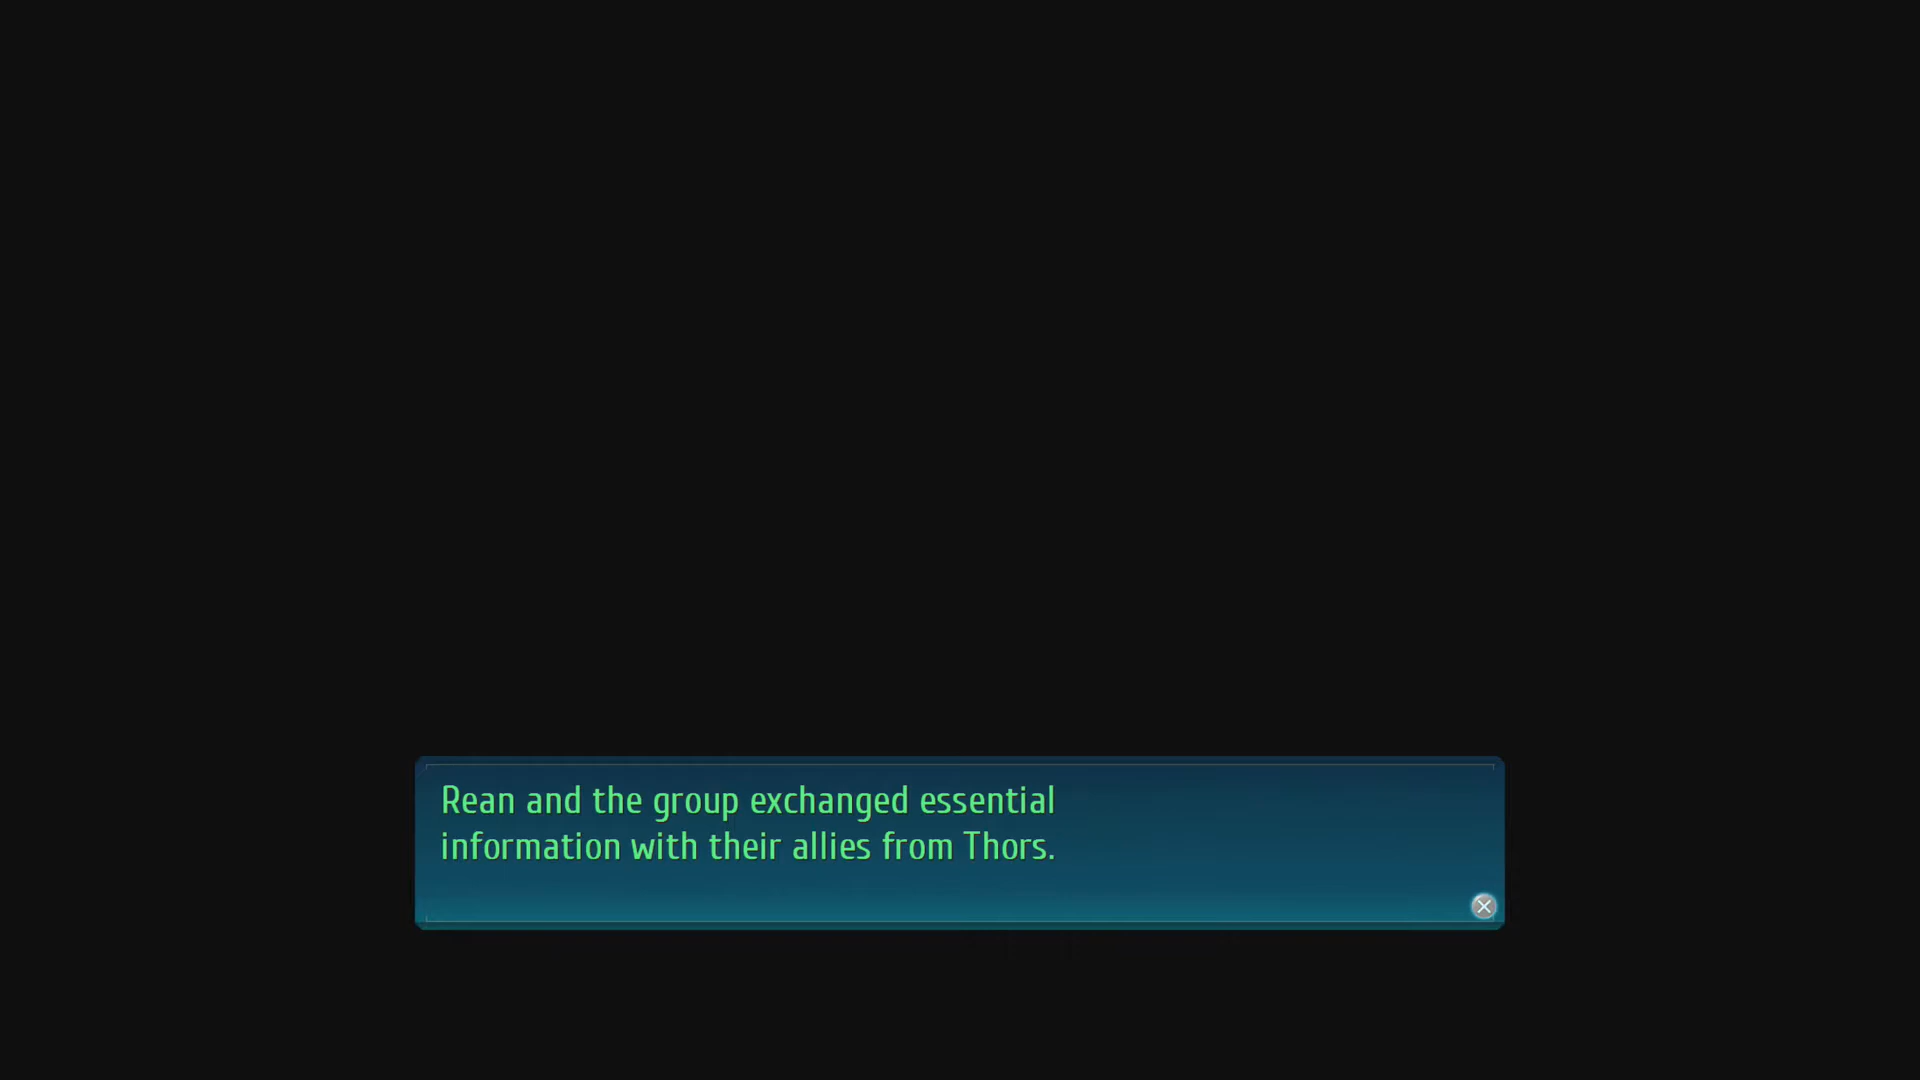 Rean and the group exchanged essential
information with their allies from Thors.